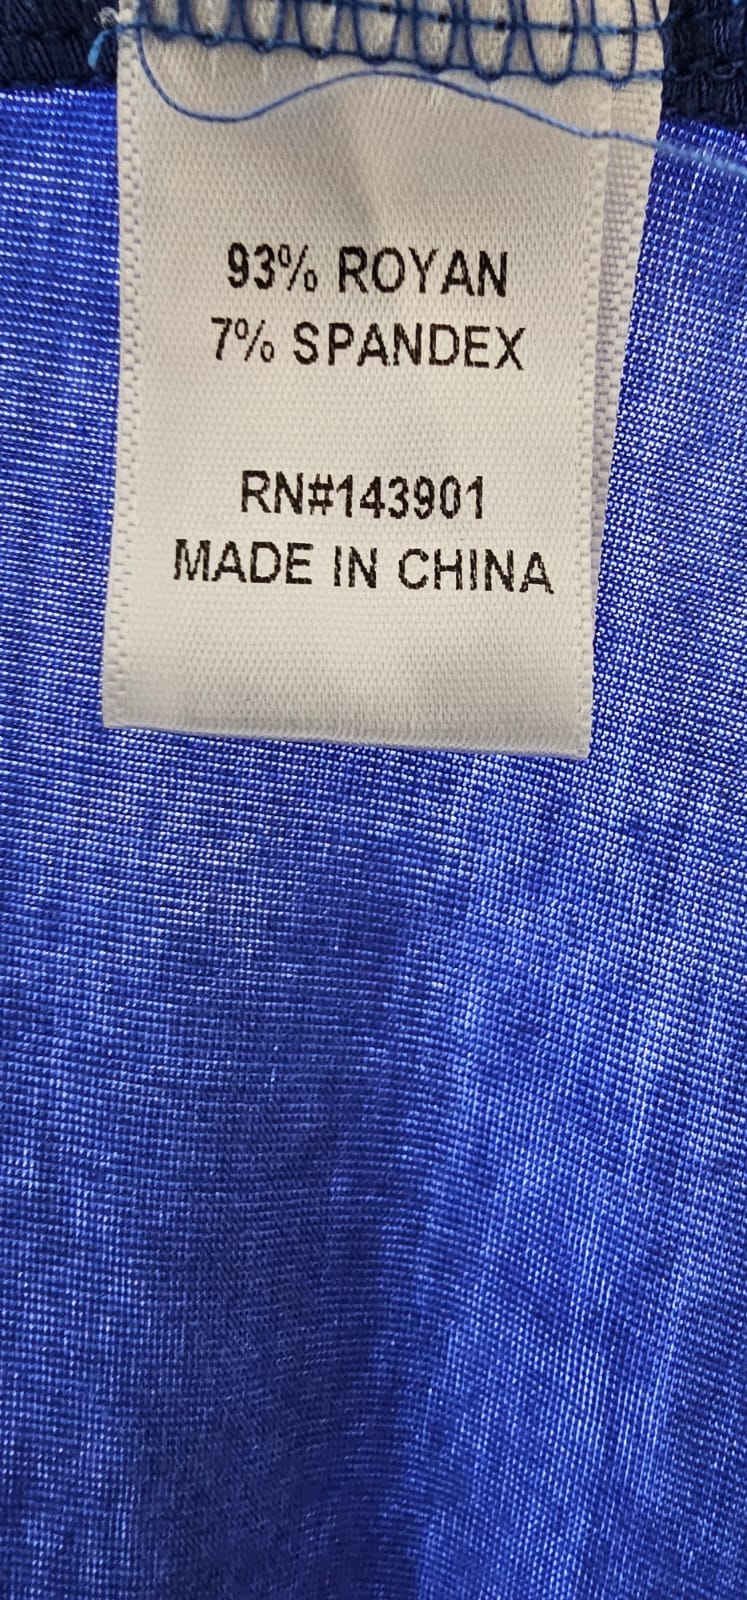 93% ROYAN
7% SPANDEX
RN#143901
MADE IN CHINA